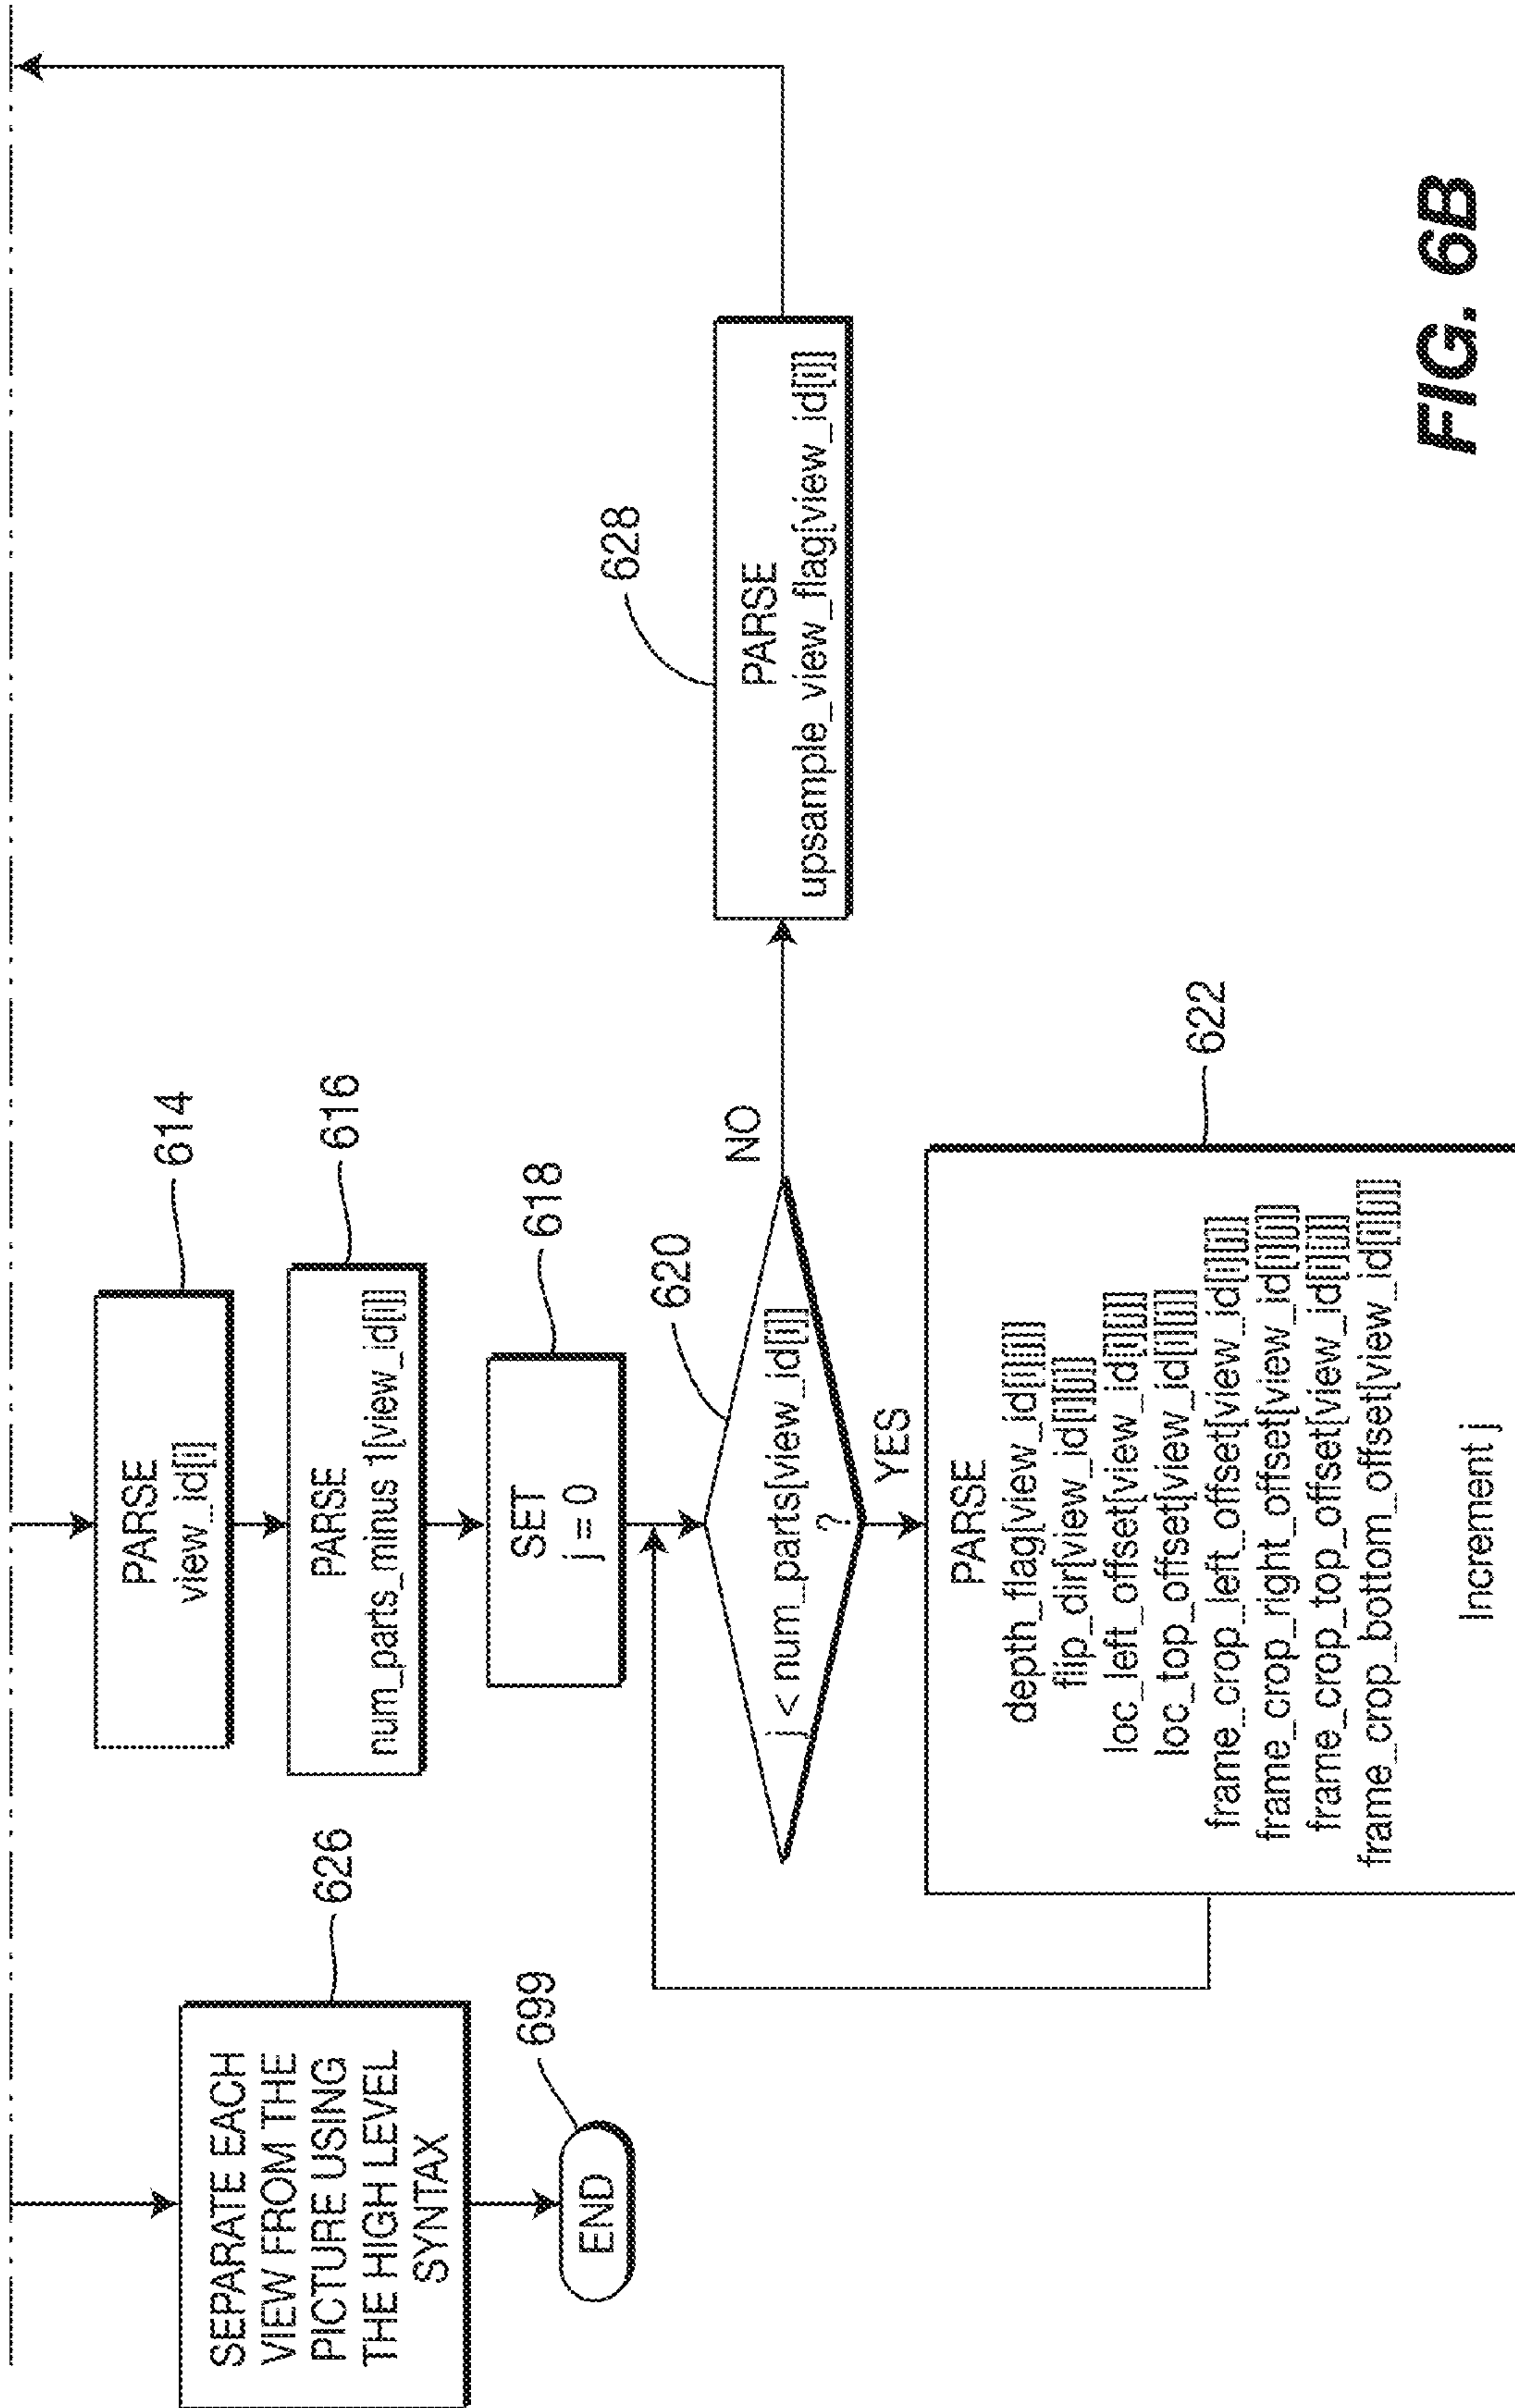 614
PARSE
view_id[i]
616
PARSE
num_parts_minus 1[view_id[i]]
618
SET
j = 0
620
j < num_parts[view_id[i]]
?
NO
YES
628
PARSE
upsample_view_flag[view_id[i]]
622
PARSE
depth_flag[view_id[i][j]]
flip_dir[view_id[i][j]]
loc_left_offset[view_id[i][j]]
loc_top_offset[view_id[i][j]]
frame_crop_left_offset[view_id[i][j]]
frame_crop_right_offset[view_id[i][j]]
frame_crop_top_offset[view_id[i][j]]
frame_crop_bottom_offset[view_id[i][j]]
Increment j
626
SEPARATE EACH
VIEW FROM THE
PICTURE USING
THE HIGH LEVEL
SYNTAX
699
END
FIG. 6B